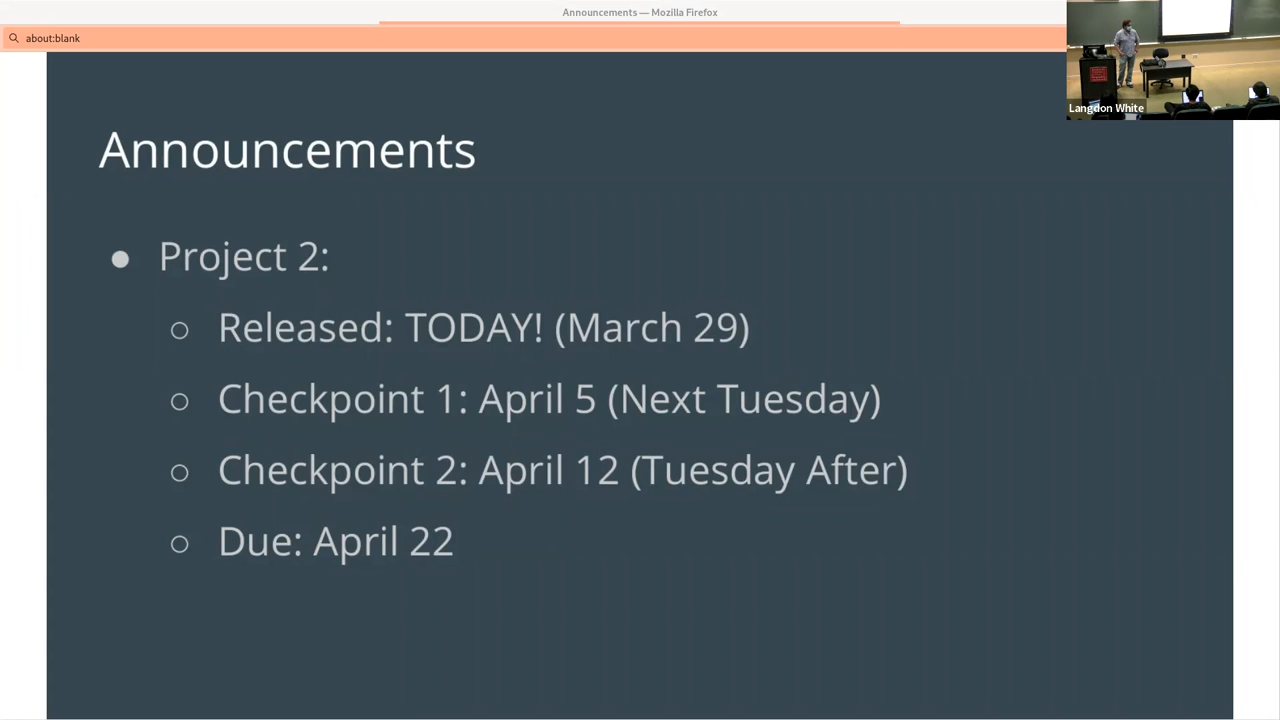 Announcements — Mozilla Firefox
about:blank
Langdon White
Announcements
● Project 2:
○ Released: TODAY! (March 29)
○ Checkpoint 1: April 5 (Next Tuesday)
○ Checkpoint 2: April 12 (Tuesday After)
○ Due: April 22